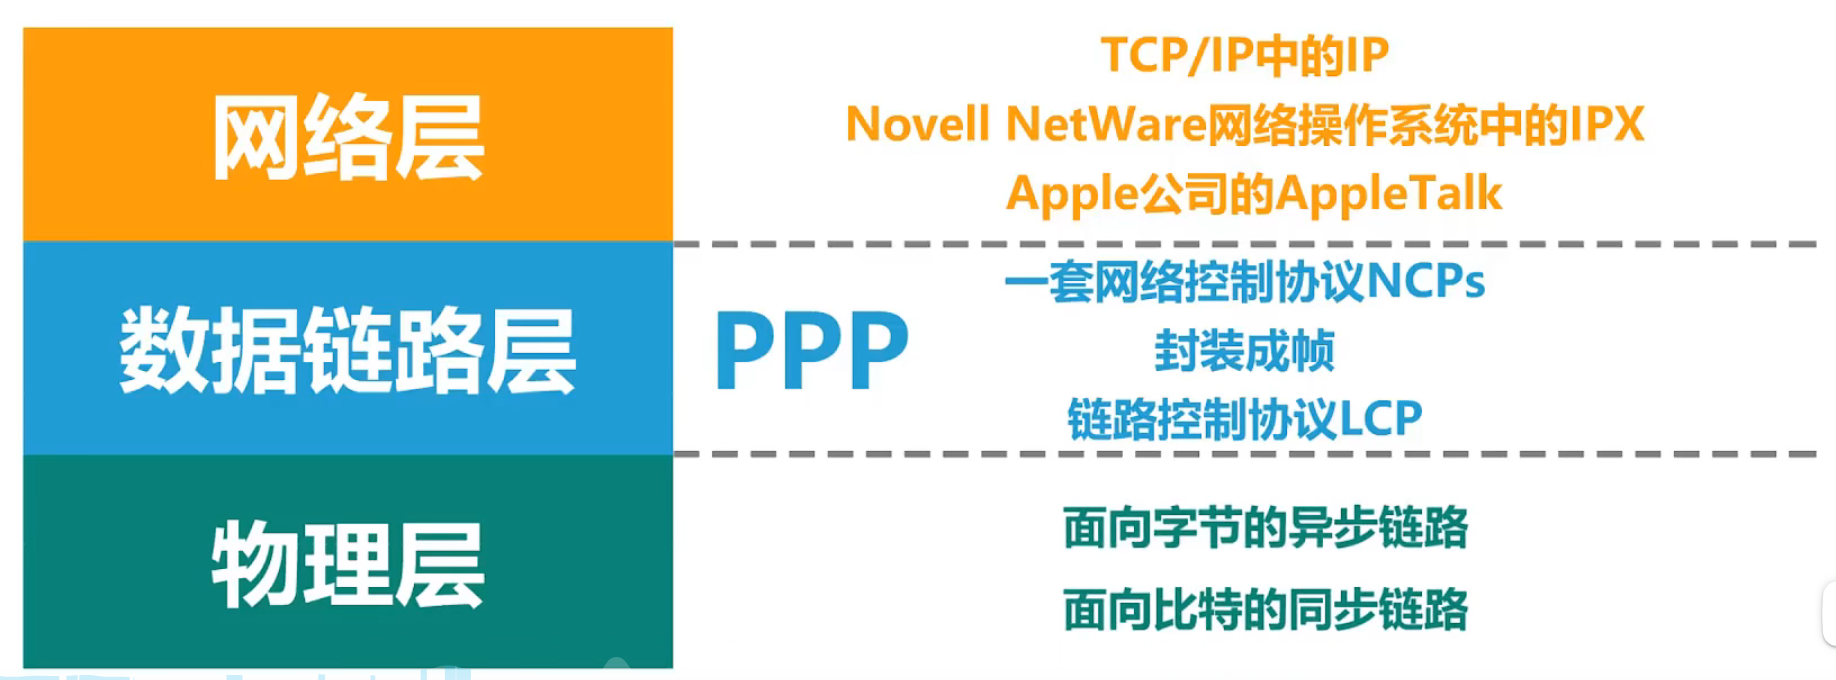 网络层
TCP/IP中的IP
Novell NetWare网络操作系统中的IPX
Apple公司的AppleTalk
数据链路层
PPP
一套网络控制协议NCPs
封装成帧
链路控制协议LCP
物理层
面向字节的异步链路
面向比特的同步链路